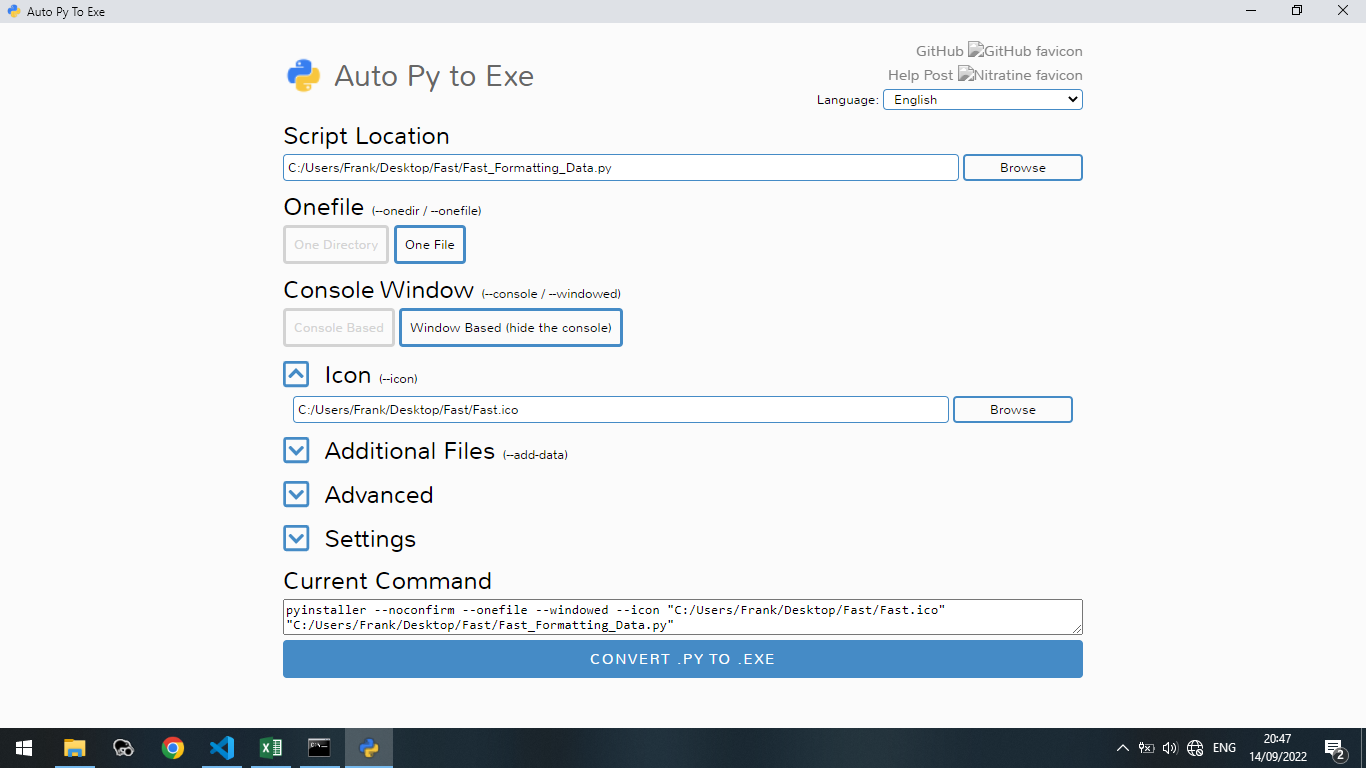 Auto Py To Exe
GitHub GitHub favicon
Help Post Nitratine favicon
Auto Py to Exe
Language: English
Script Location
C:/Users/Frank/Desktop/Fast/Fast_Formatting_Data.py Browse
Onefile (--onedir / --onefile)
One Directory One File
Console Window (--console / --windowed)
Console Based Window Based (hide the console)
Icon (--icon)
C:/Users/Frank/Desktop/Fast/Fast.ico Browse
Additional Files (--add-data)
Advanced
Settings
Current Command
pyinstaller --noconfirm --onefile --windowed --icon "C:/Users/Frank/Desktop/Fast/Fast.ico"
"C:/Users/Frank/Desktop/Fast/Fast_Formatting_Data.py"
CONVERT .PY TO .EXE
ENG
20:47
14/09/2022
2